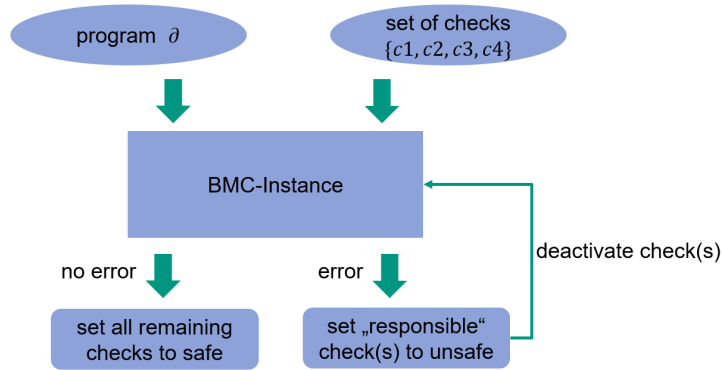 program ∂
set of checks
{c1, c2, c3, c4}
BMC-Instance
no error
error
deactivate check(s)
set all remaining
checks to safe
set „responsible“
check(s) to unsafe